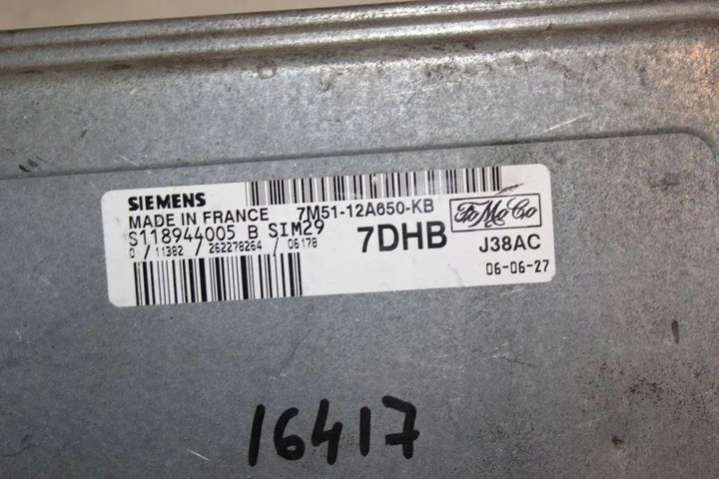 SIEMENS
MADE IN FRANCE 7M51-12A650-KB
S118944005 B SIM29
0 / 11382 / 262278264 / 06178
7DHB
FoMoCo
J38AC
06-06-27
16417